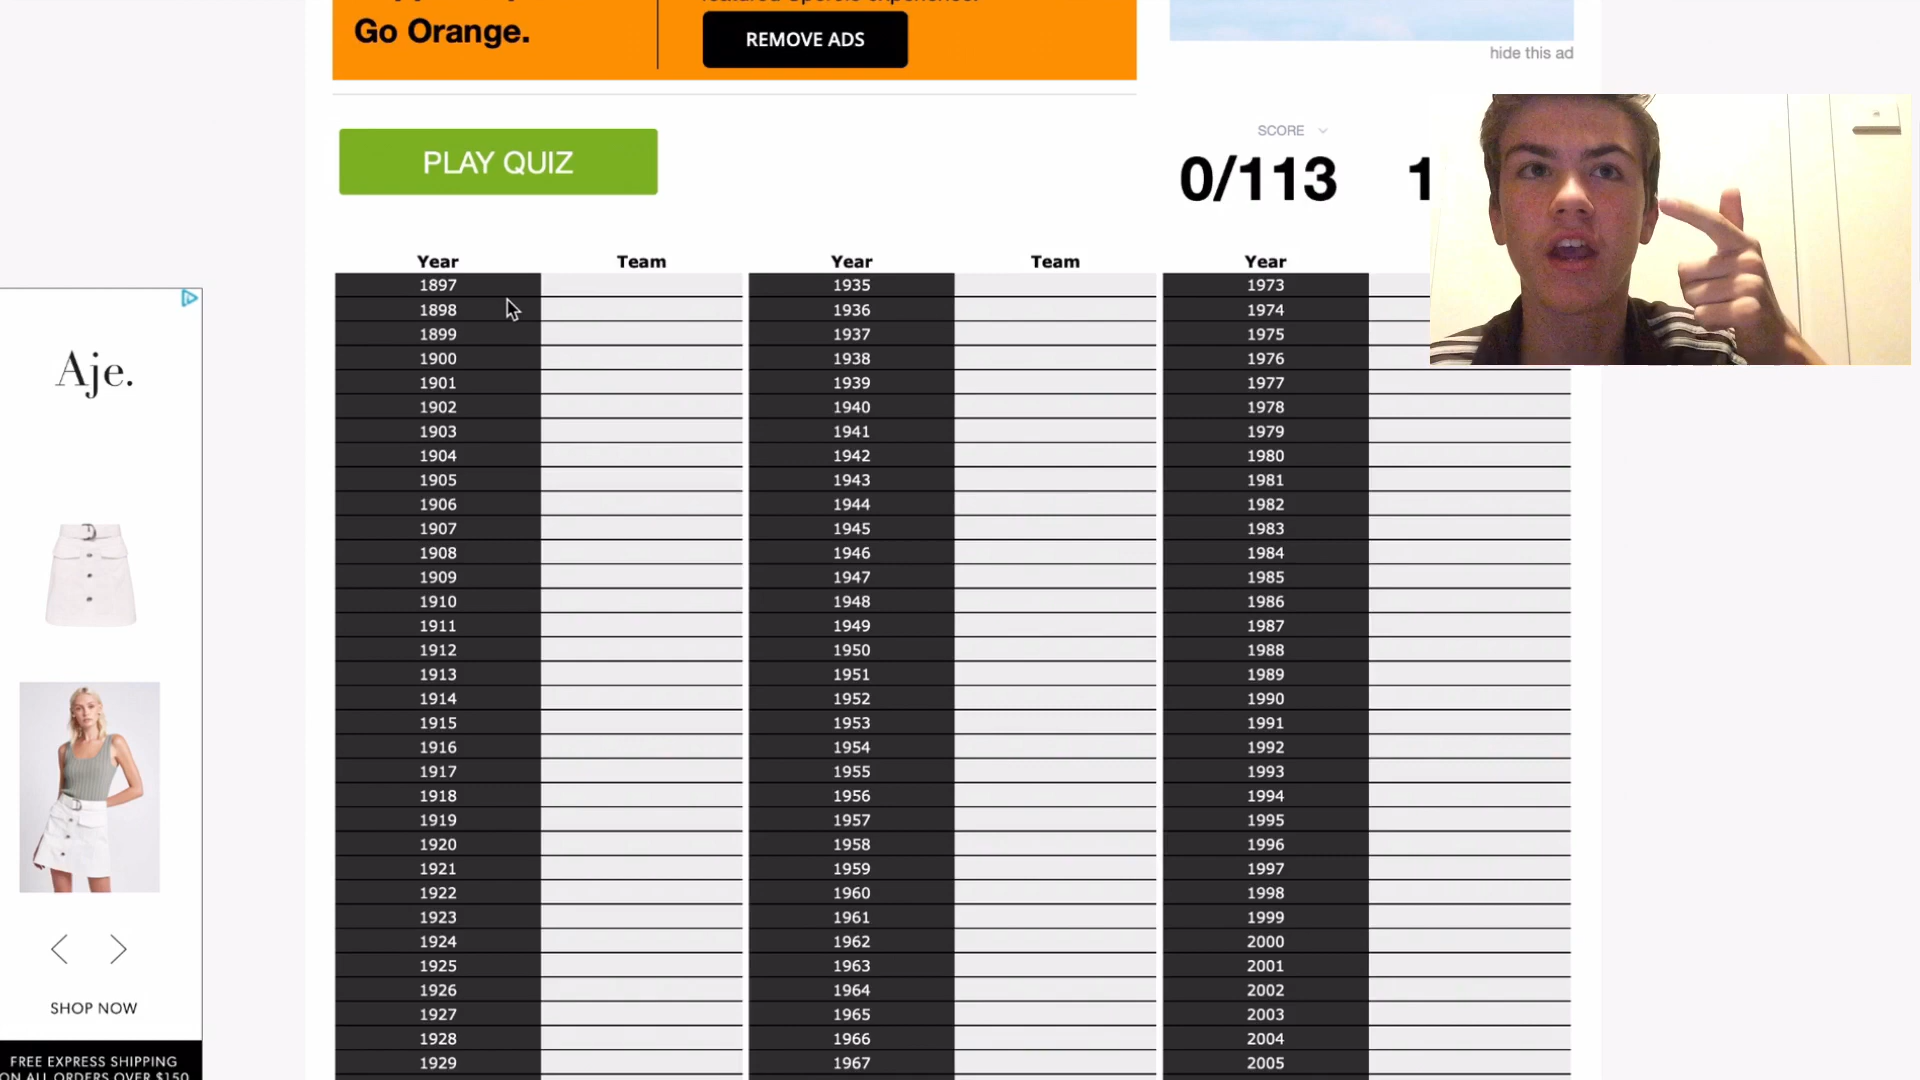 Go Orange.
REMOVE ADS
hide this ad
PLAY QUIZ
SCORE
0/113
1
Year Team Year Team Year
1897 1935 1973
1898 1936 1974
1899 1937 1975
1900 1938 1976
1901 1939 1977
1902 1940 1978
1903 1941 1979
1904 1942 1980
1905 1943 1981
1906 1944 1982
1907 1945 1983
1908 1946 1984
1909 1947 1985
1910 1948 1986
1911 1949 1987
1912 1950 1988
1913 1951 1989
1914 1952 1990
1915 1953 1991
1916 1954 1992
1917 1955 1993
1918 1956 1994
1919 1957 1995
1920 1958 1996
1921 1959 1997
1922 1960 1998
1923 1961 1999
1924 1962 2000
1925 1963 2001
1926 1964 2002
1927 1965 2003
1928 1966 2004
1929 1967 2005
Aje.
SHOP NOW
FREE EXPRESS SHIPPING
ON ALL ORDERS OVER $150